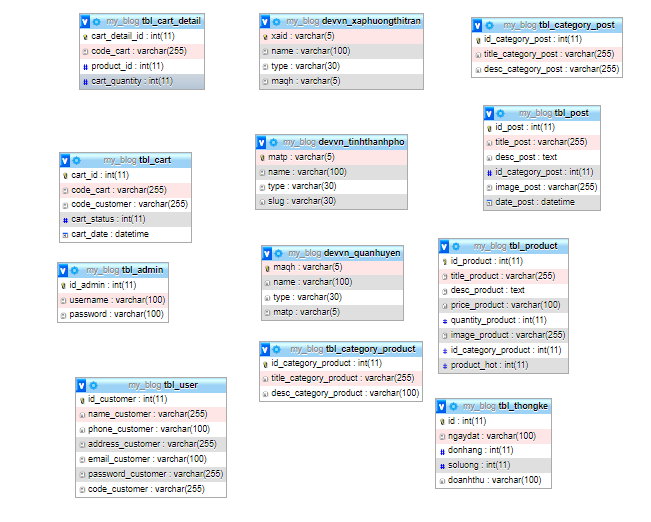 my_blog tbl_cart_detail
cart_detail_id : int(11)
code_cart : varchar(255)
product_id : int(11)
cart_quantity : int(11)
my_blog devvn_xaphuongthitran
xaid : varchar(5)
name : varchar(100)
type : varchar(30)
maqh : varchar(5)
my_blog tbl_category_post
id_category_post : int(11)
title_category_post : varchar(255)
desc_category_post : varchar(255)
my_blog tbl_post
id_post : int(11)
title_post : varchar(255)
desc_post : text
id_category_post : int(11)
image_post : varchar(255)
date_post : datetime
my_blog devvn_tinhthanhpho
matp : varchar(5)
name : varchar(100)
type : varchar(30)
slug : varchar(30)
my_blog tbl_cart
cart_id : int(11)
code_cart : varchar(255)
code_customer : varchar(255)
cart_status : int(11)
cart_date : datetime
my_blog tbl_admin
id_admin : int(11)
username : varchar(100)
password : varchar(100)
my_blog devvn_quanhuyen
maqh : varchar(5)
name : varchar(100)
type : varchar(30)
matp : varchar(5)
my_blog tbl_product
id_product : int(11)
title_product : varchar(255)
desc_product : text
price_product : varchar(100)
quantity_product : int(11)
image_product : varchar(255)
id_category_product : int(11)
product_hot : int(11)
my_blog tbl_category_product
id_category_product : int(11)
title_category_product : varchar(255)
desc_category_product : varchar(100)
my_blog tbl_user
id_customer : int(11)
name_customer : varchar(255)
phone_customer : varchar(100)
address_customer : varchar(255)
email_customer : varchar(100)
password_customer : varchar(255)
code_customer : varchar(255)
my_blog tbl_thongke
id : int(11)
ngaydat : varchar(100)
donhang : int(11)
soluong : int(11)
doanhthu : varchar(100)